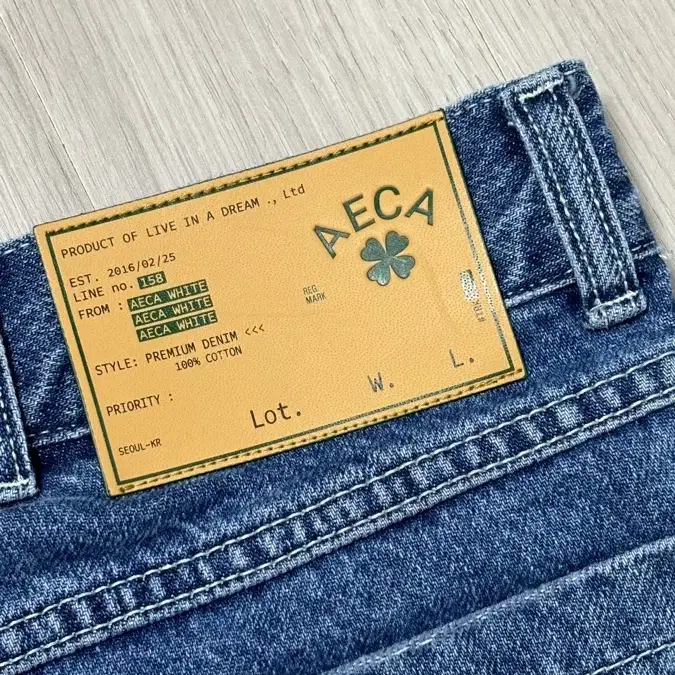 PRODUCT OF LIVE IN A DREAM ., Ltd
AECA
EST. 2016/02/25
LINE no. 158
FROM : AECA WHITE
AECA WHITE
AECA WHITE
REG
MARK
STYLE: PREMIUM DENIM <<<
100% COTTON
PRIORITY :
Lot.
W.
L.
SEOUL-KR